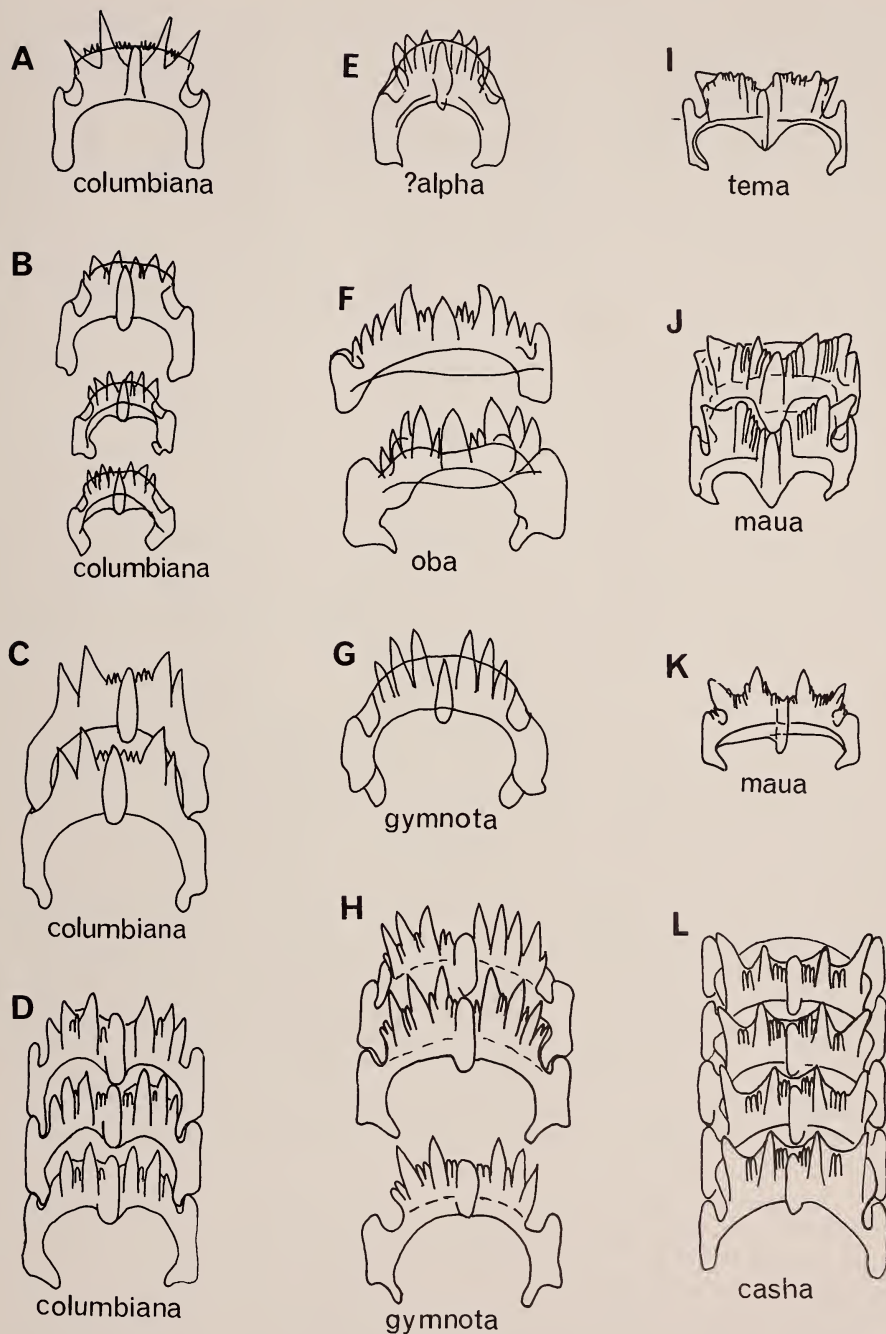 A
columbiana
B
columbiana
C
columbiana
D
columbiana
E
?alpha
F
oba
G
gymnota
H
gymnota
I
tema
J
maua
K
maua
L
casha